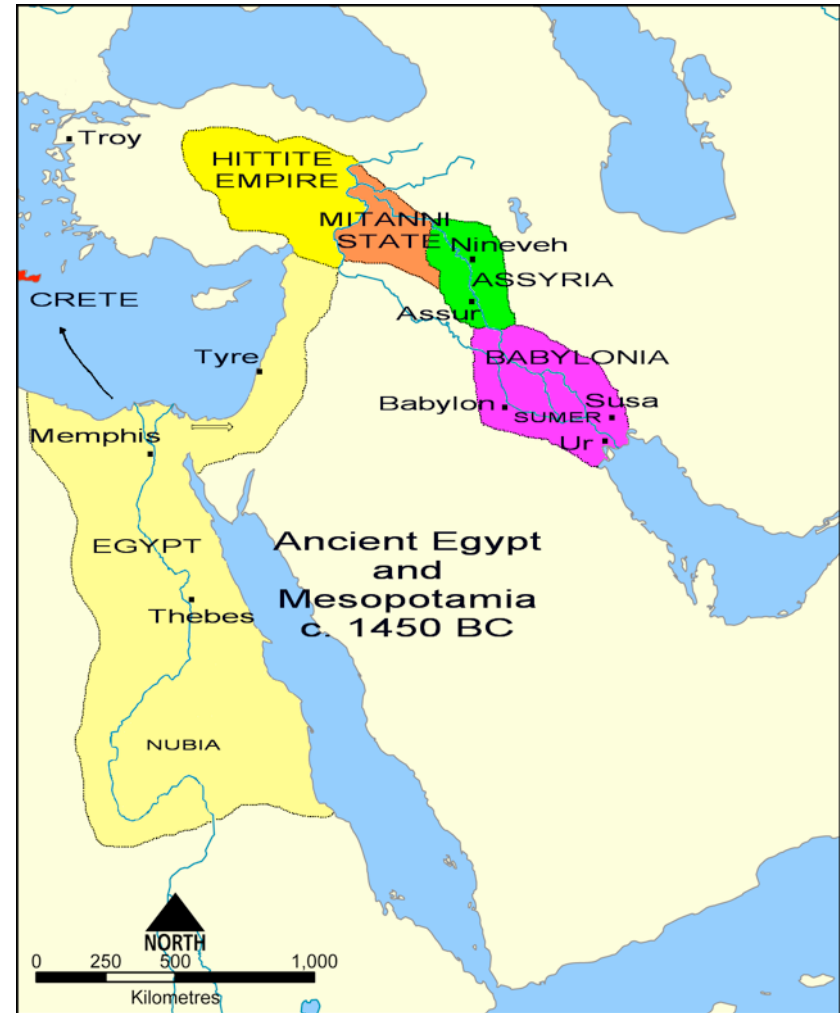 Troy
HITTITE
EMPIRE
MITANNI
STATE
Nineveh
ASSYRIA
Assur
CRETE
Tyre
BABYLONIA
Babylon
Susa
SUMER
Ur
Memphis
EGYPT
Thebes
NUBIA
Ancient Egypt
and
Mesopotamia
c. 1450 BC
NORTH
0 250 500 1,000
Kilometres